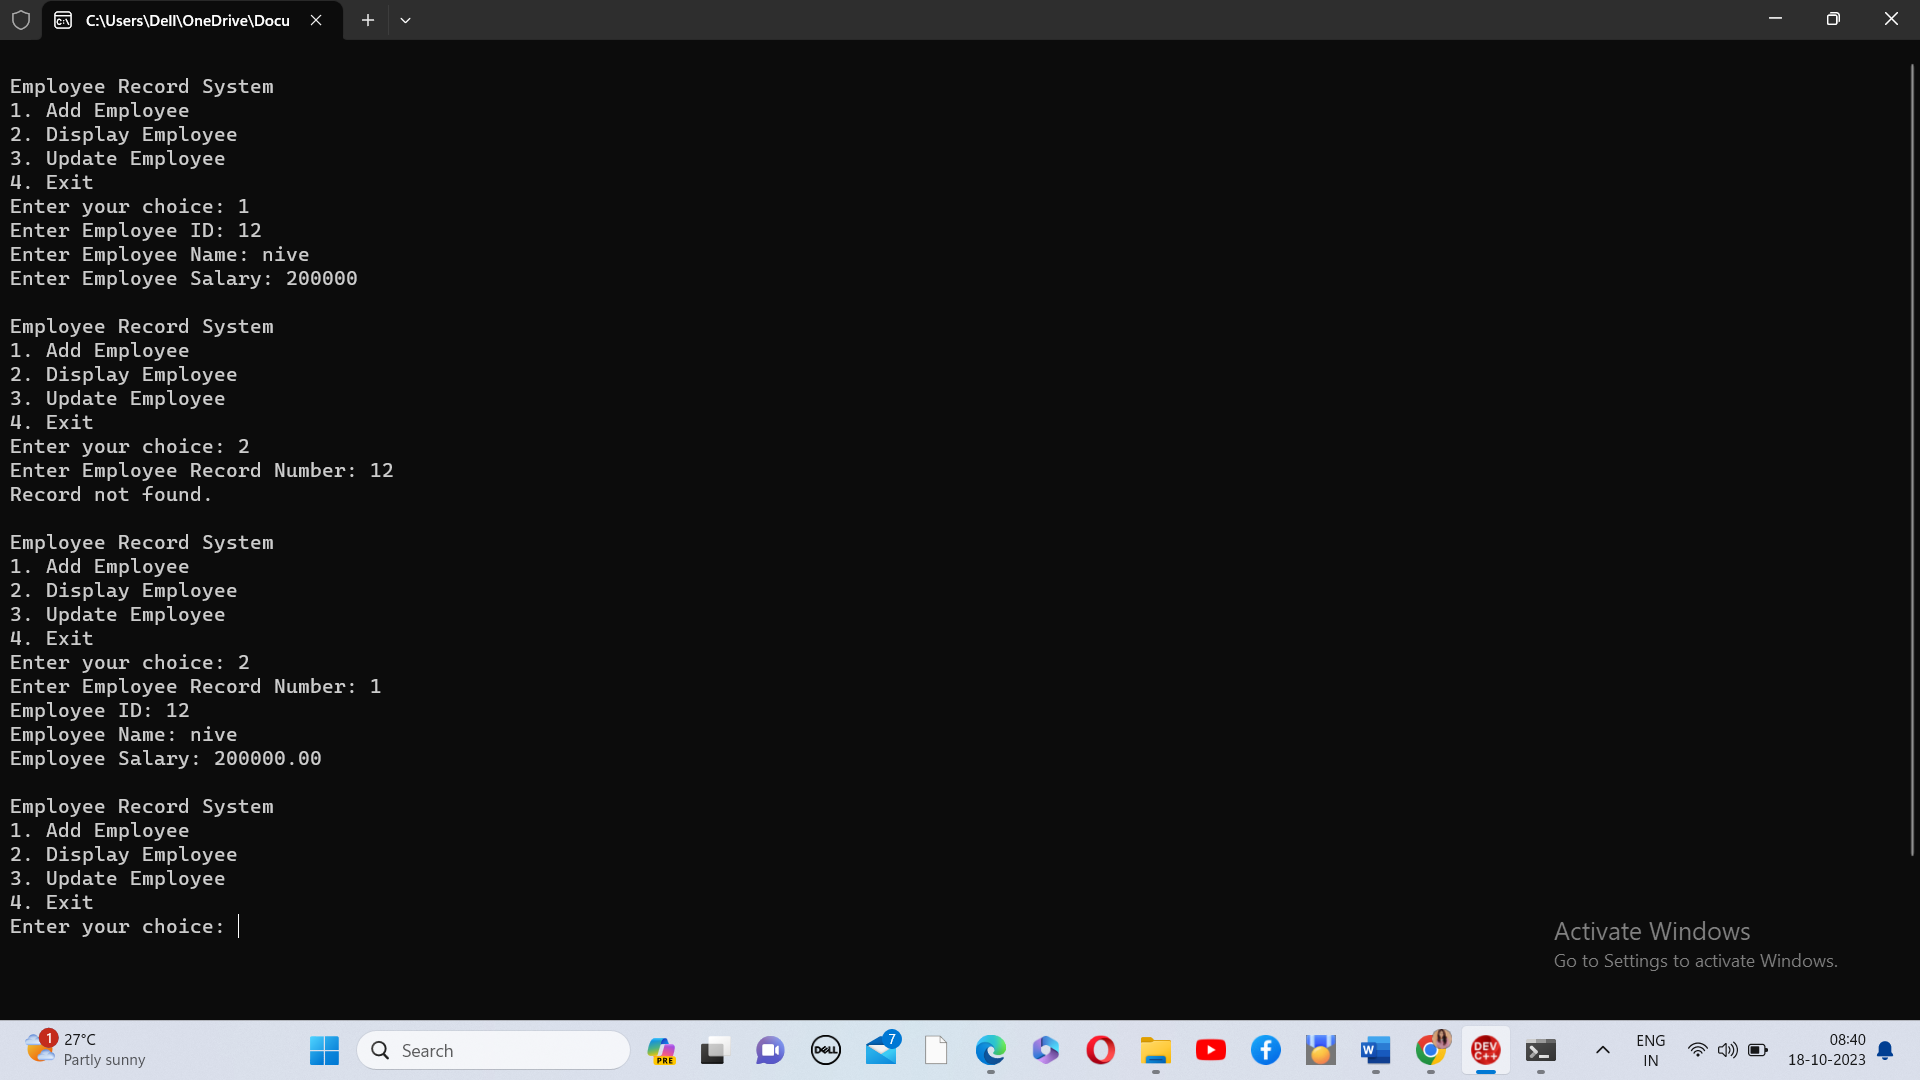 C:\Users\Dell\OneDrive\Docu
Employee Record System
1. Add Employee
2. Display Employee
3. Update Employee
4. Exit
Enter your choice: 1
Enter Employee ID: 12
Enter Employee Name: nive
Enter Employee Salary: 200000
Employee Record System
1. Add Employee
2. Display Employee
3. Update Employee
4. Exit
Enter your choice: 2
Enter Employee Record Number: 12
Record not found.
Employee Record System
1. Add Employee
2. Display Employee
3. Update Employee
4. Exit
Enter your choice: 2
Enter Employee Record Number: 1
Employee ID: 12
Employee Name: nive
Employee Salary: 200000.00
Employee Record System
1. Add Employee
2. Display Employee
3. Update Employee
4. Exit
Enter your choice:
Activate Windows
Go to Settings to activate Windows.
1
27°C
Partly sunny
Search
PRE
DELL
7
W
DEV
C++
ENG
IN
08:40
18-10-2023